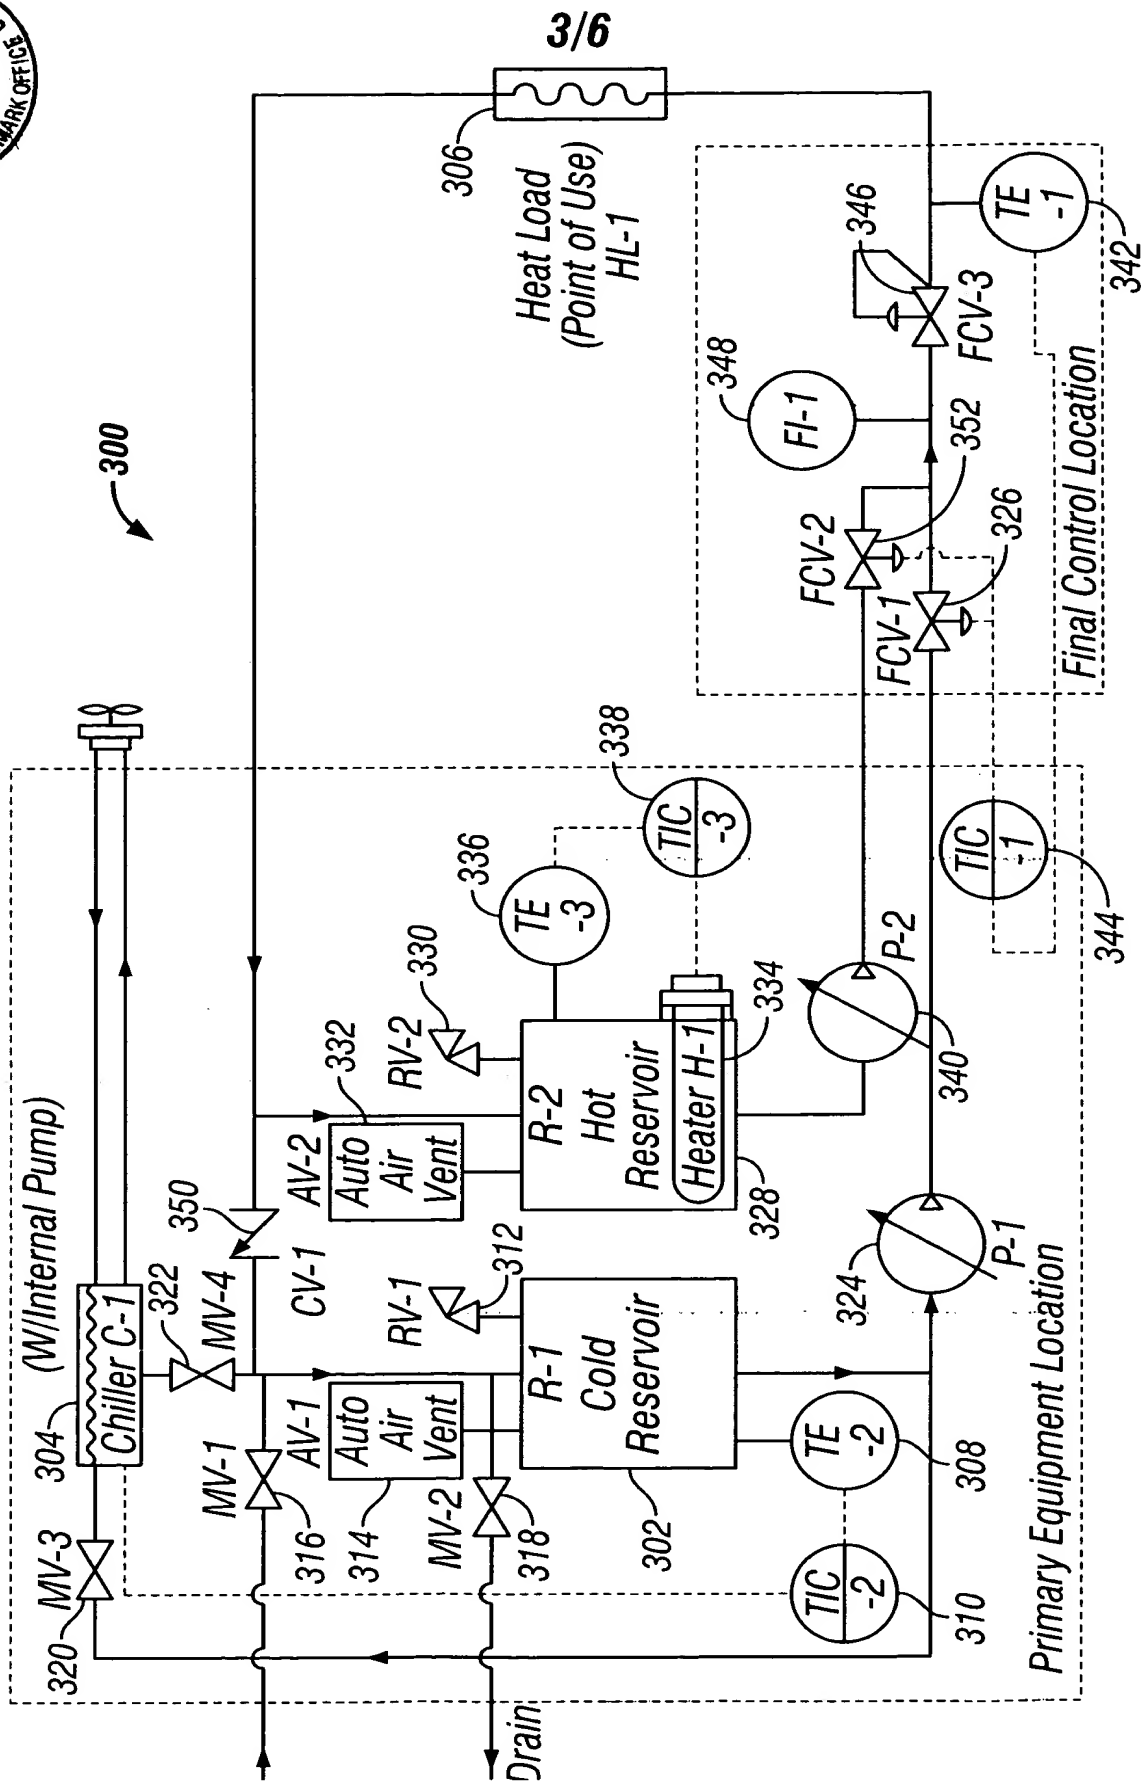 MARK OFFICE
3/6
300
(W/Internal Pump)
304
Chiller C-1
MV-3
320
322
MV-4
350
CV-1
MV-1
316
AV-1
Auto
Air
Vent
314
MV-2
318
Drain
RV-1
312
R-1
Cold
Reservoir
302
TE
-2
308
TIC
-2
310
AV-2
332
Auto
Air
Vent
RV-2
330
R-2
Hot
Reservoir
Heater H-1
328
334
TE
-3
336
TIC
-3
338
324
P-1
P-2
340
TIC
-1
344
Primary Equipment Location
306
Heat Load
(Point of Use)
HL-1
FCV-2
352
FCV-1
326
348
FI-1
346
FCV-3
TE
-1
342
Final Control Location